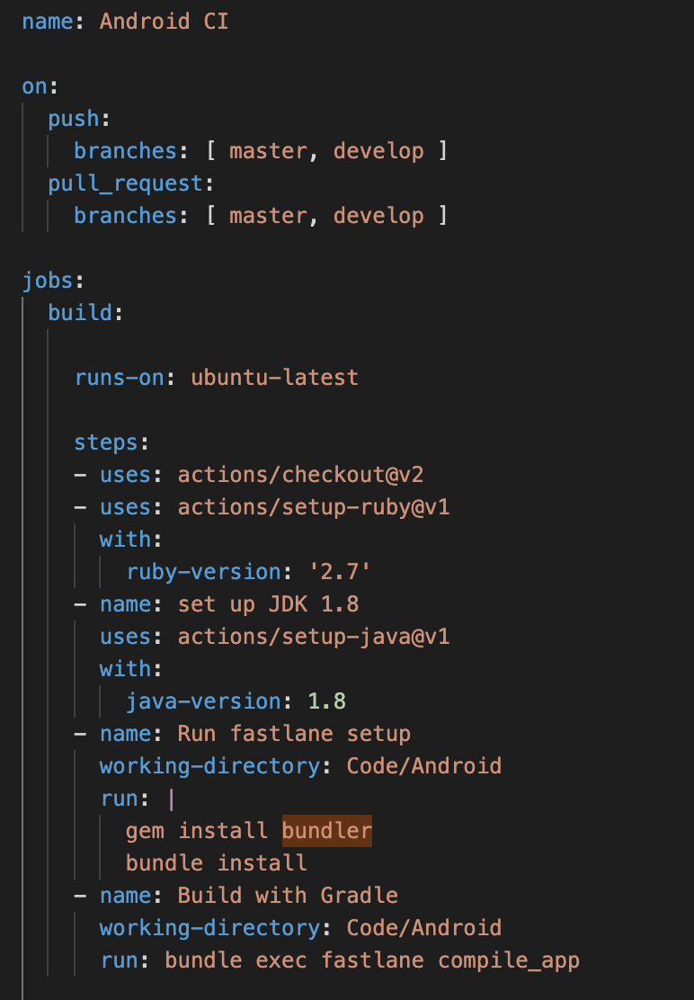 name: Android CI

on:
  push:
    branches: [ master, develop ]
  pull_request:
    branches: [ master, develop ]

jobs:
  build:

    runs-on: ubuntu-latest

    steps:
    - uses: actions/checkout@v2
    - uses: actions/setup-ruby@v1
      with:
        ruby-version: '2.7'
    - name: set up JDK 1.8
      uses: actions/setup-java@v1
      with:
        java-version: 1.8
    - name: Run fastlane setup
      working-directory: Code/Android
      run: |
        gem install bundler
        bundle install
    - name: Build with Gradle
      working-directory: Code/Android
      run: bundle exec fastlane compile_app